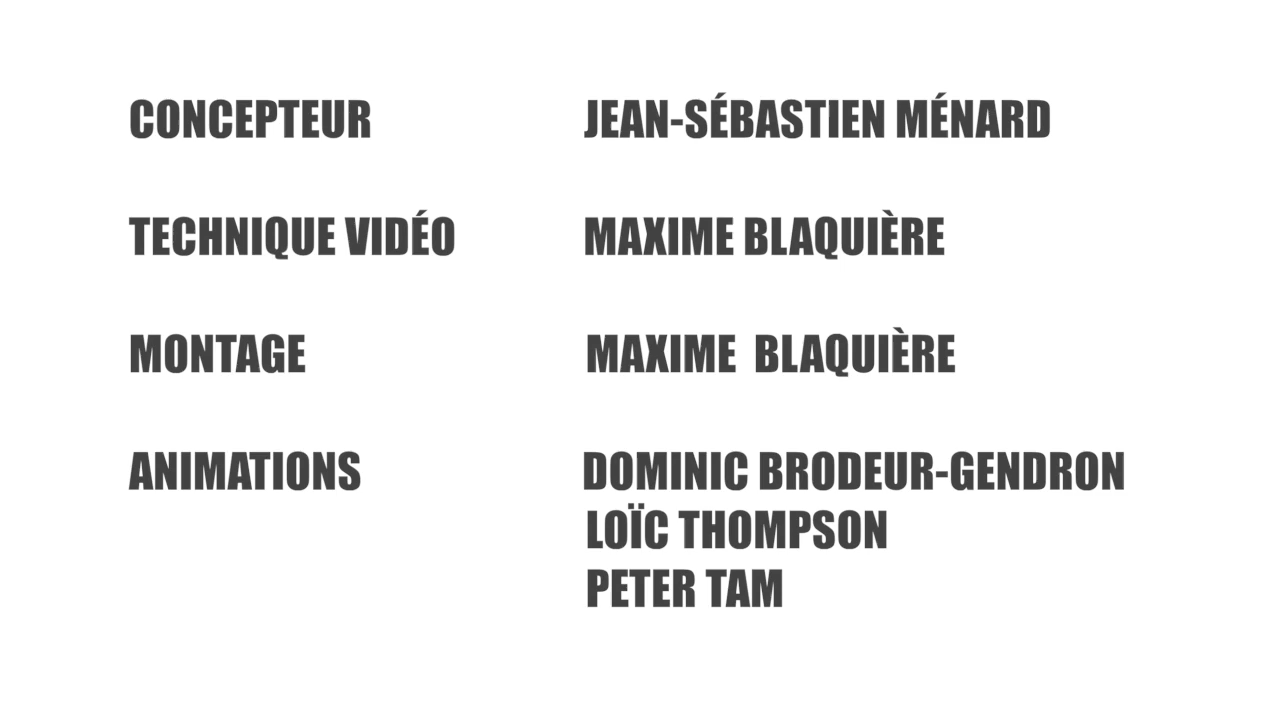 CONCEPTEUR JEAN-SÉBASTIEN MÉNARD
TECHNIQUE VIDÉO MAXIME BLAQUIÈRE
MONTAGE MAXIME BLAQUIÈRE
ANIMATIONS DOMINIC BRODEUR-GENDRON
LOÏC THOMPSON
PETER TAM